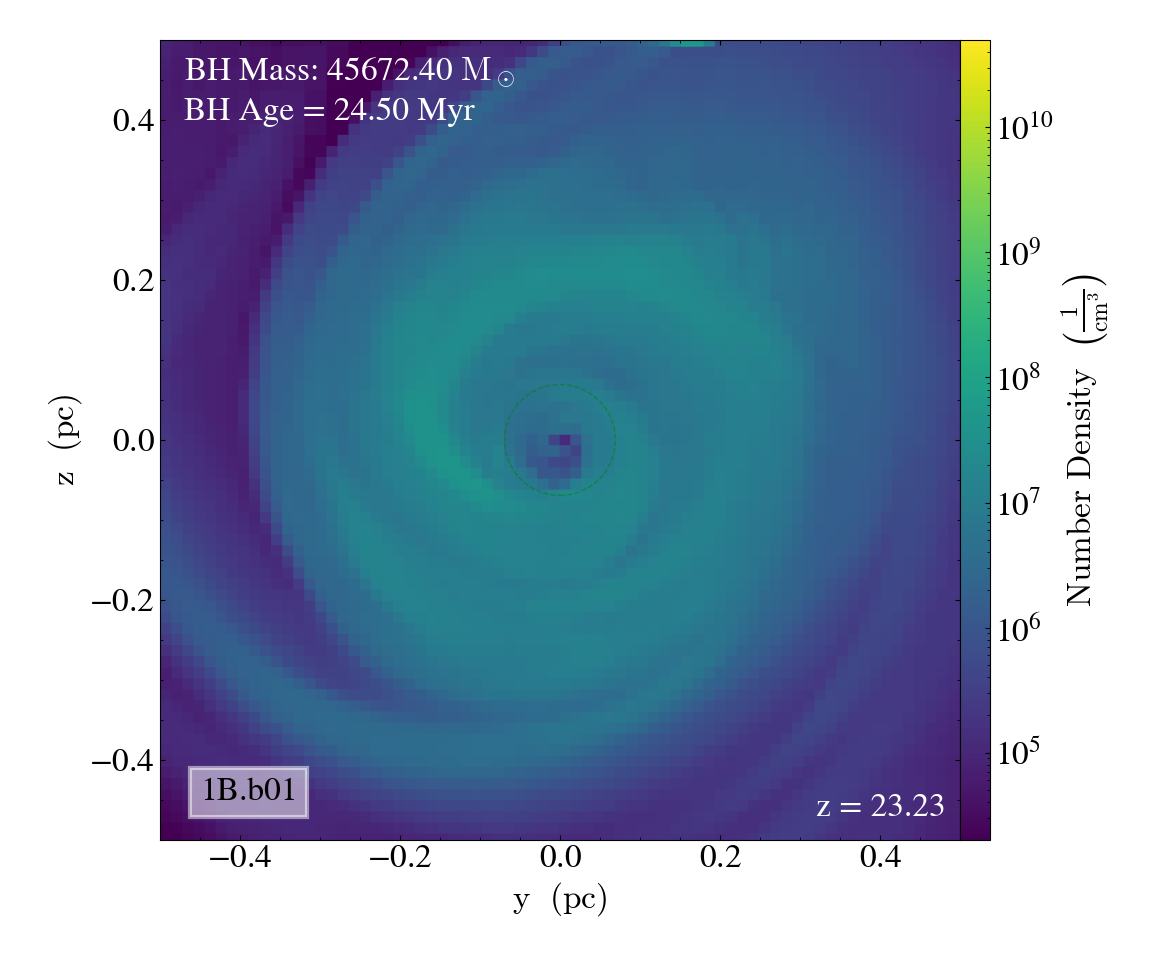 BH Mass: 45672.40 M⊙
BH Age = 24.50 Myr
0.4
0.2
0.0
−0.2
−0.4
z (pc)
1B.b01
z = 23.23
−0.4 −0.2 0.0 0.2 0.4
y (pc)
10^10
10^9
10^8
10^7
10^6
10^5
Number Density (1/cm^3)